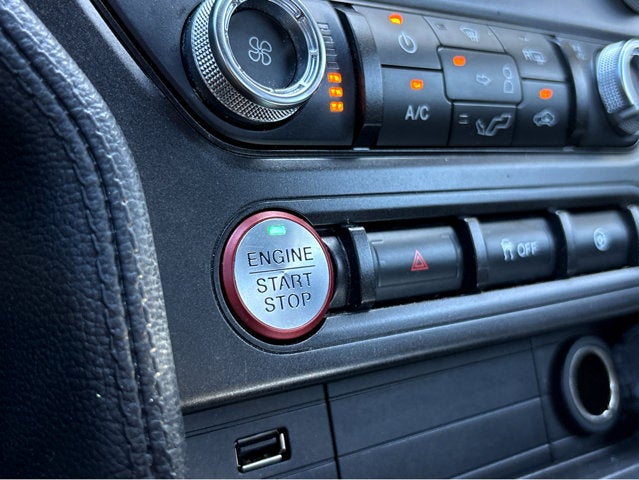 A/C
ENGINE
START
STOP
OFF